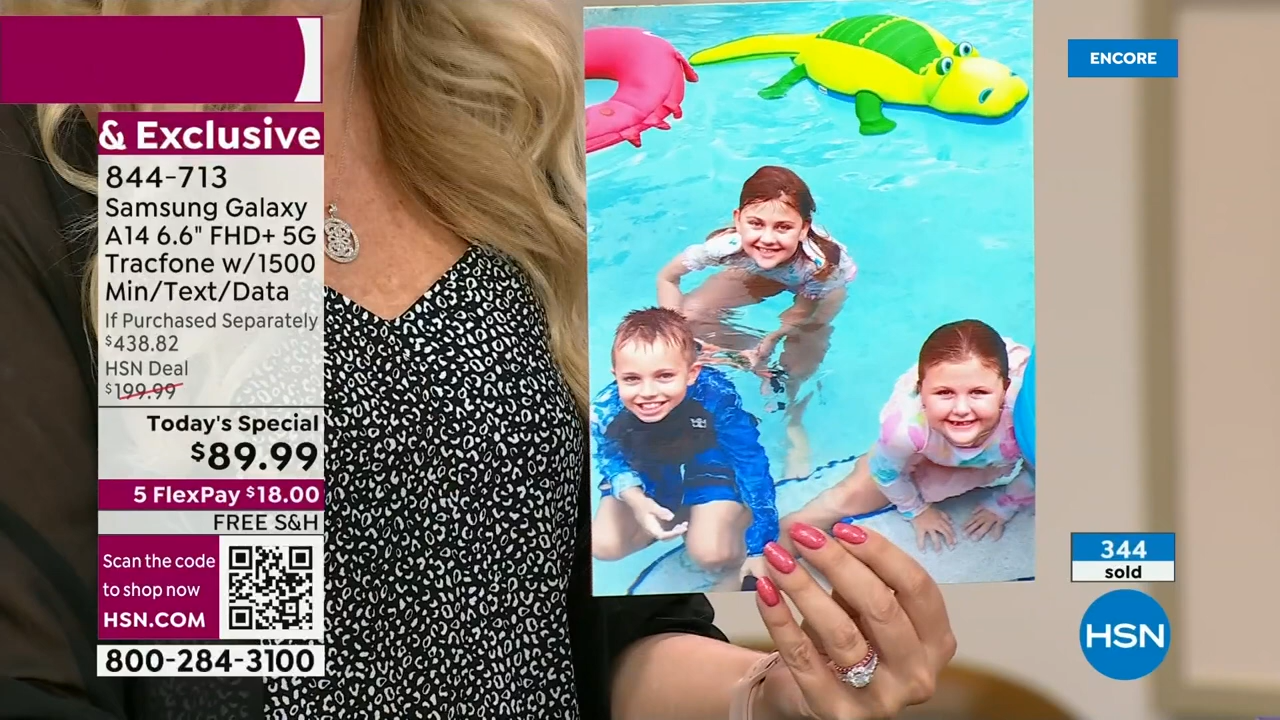 & Exclusive
844-713
Samsung Galaxy
A14 6.6" FHD+ 5G
Tracfone w/1500
Min/Text/Data
If Purchased Separately
$438.82
HSN Deal
$199.99
Today's Special
$89.99
5 FlexPay $18.00
FREE S&H
Scan the code
to shop now
HSN.COM
800-284-3100
ENCORE
344
sold
HSN